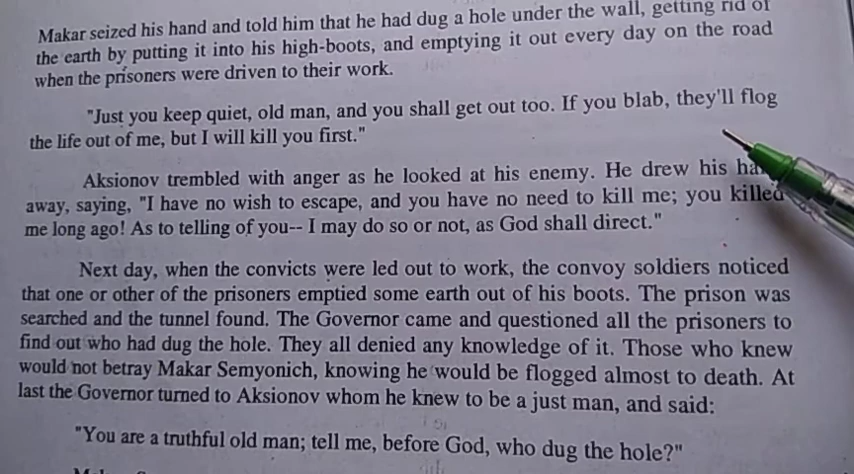 Makar seized his hand and told him that he had dug a hole under the wall, getting rid of
the earth by putting it into his high-boots, and emptying it out every day on the road
when the prisoners were driven to their work.
"Just you keep quiet, old man, and you shall get out too. If you blab, they'll flog
the life out of me, but I will kill you first."
Aksionov trembled with anger as he looked at his enemy. He drew his
away, saying, "I have no wish to escape, and you have no need to kill me; you killed
me long ago! As to telling of you-- I may do so or not, as God shall direct."
Next day, when the convicts were led out to work, the convoy soldiers noticed
that one or other of the prisoners emptied some earth out of his boots. The prison was
searched and the tunnel found. The Governor came and questioned all the prisoners to
find out who had dug the hole. They all denied any knowledge of it. Those who knew
would not betray Makar Semyonich, knowing he would be flogged almost to death. At
last the Governor turned to Aksionov whom he knew to be a just man, and said:
"You are a truthful old man; tell me, before God, who dug the hole?"